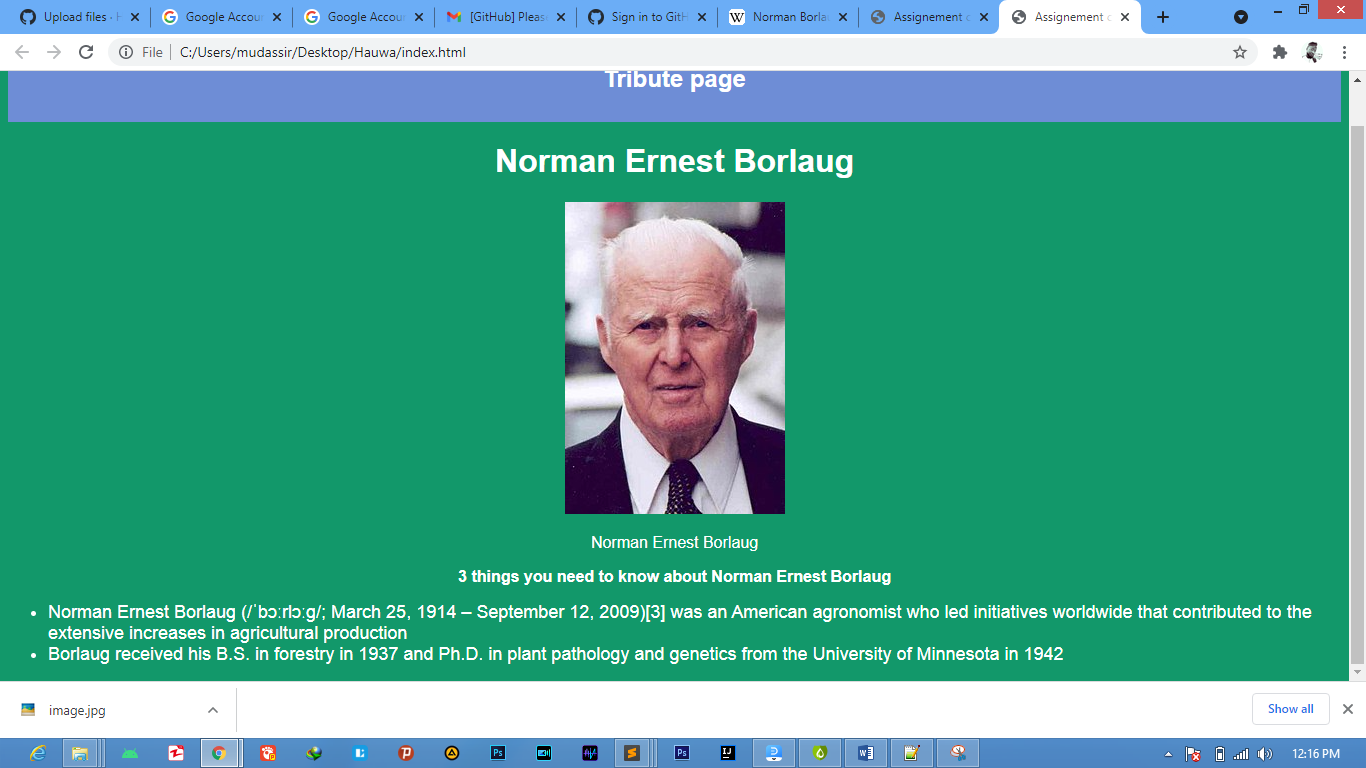 Upload files · H
Google Accou
Google Accou
[GitHub] Pleas
Sign in to GitH
Norman Borlau
Assignement o
Assignement o
File
C:/Users/mudassir/Desktop/Hauwa/index.html
Tribute page
Norman Ernest Borlaug
Norman Ernest Borlaug
3 things you need to know about Norman Ernest Borlaug
Norman Ernest Borlaug (/ˈbɔːrlɔːɡ/; March 25, 1914 – September 12, 2009)[3] was an American agronomist who led initiatives worldwide that contributed to the
extensive increases in agricultural production
Borlaug received his B.S. in forestry in 1937 and Ph.D. in plant pathology and genetics from the University of Minnesota in 1942
image.jpg
Show all
12:16 PM